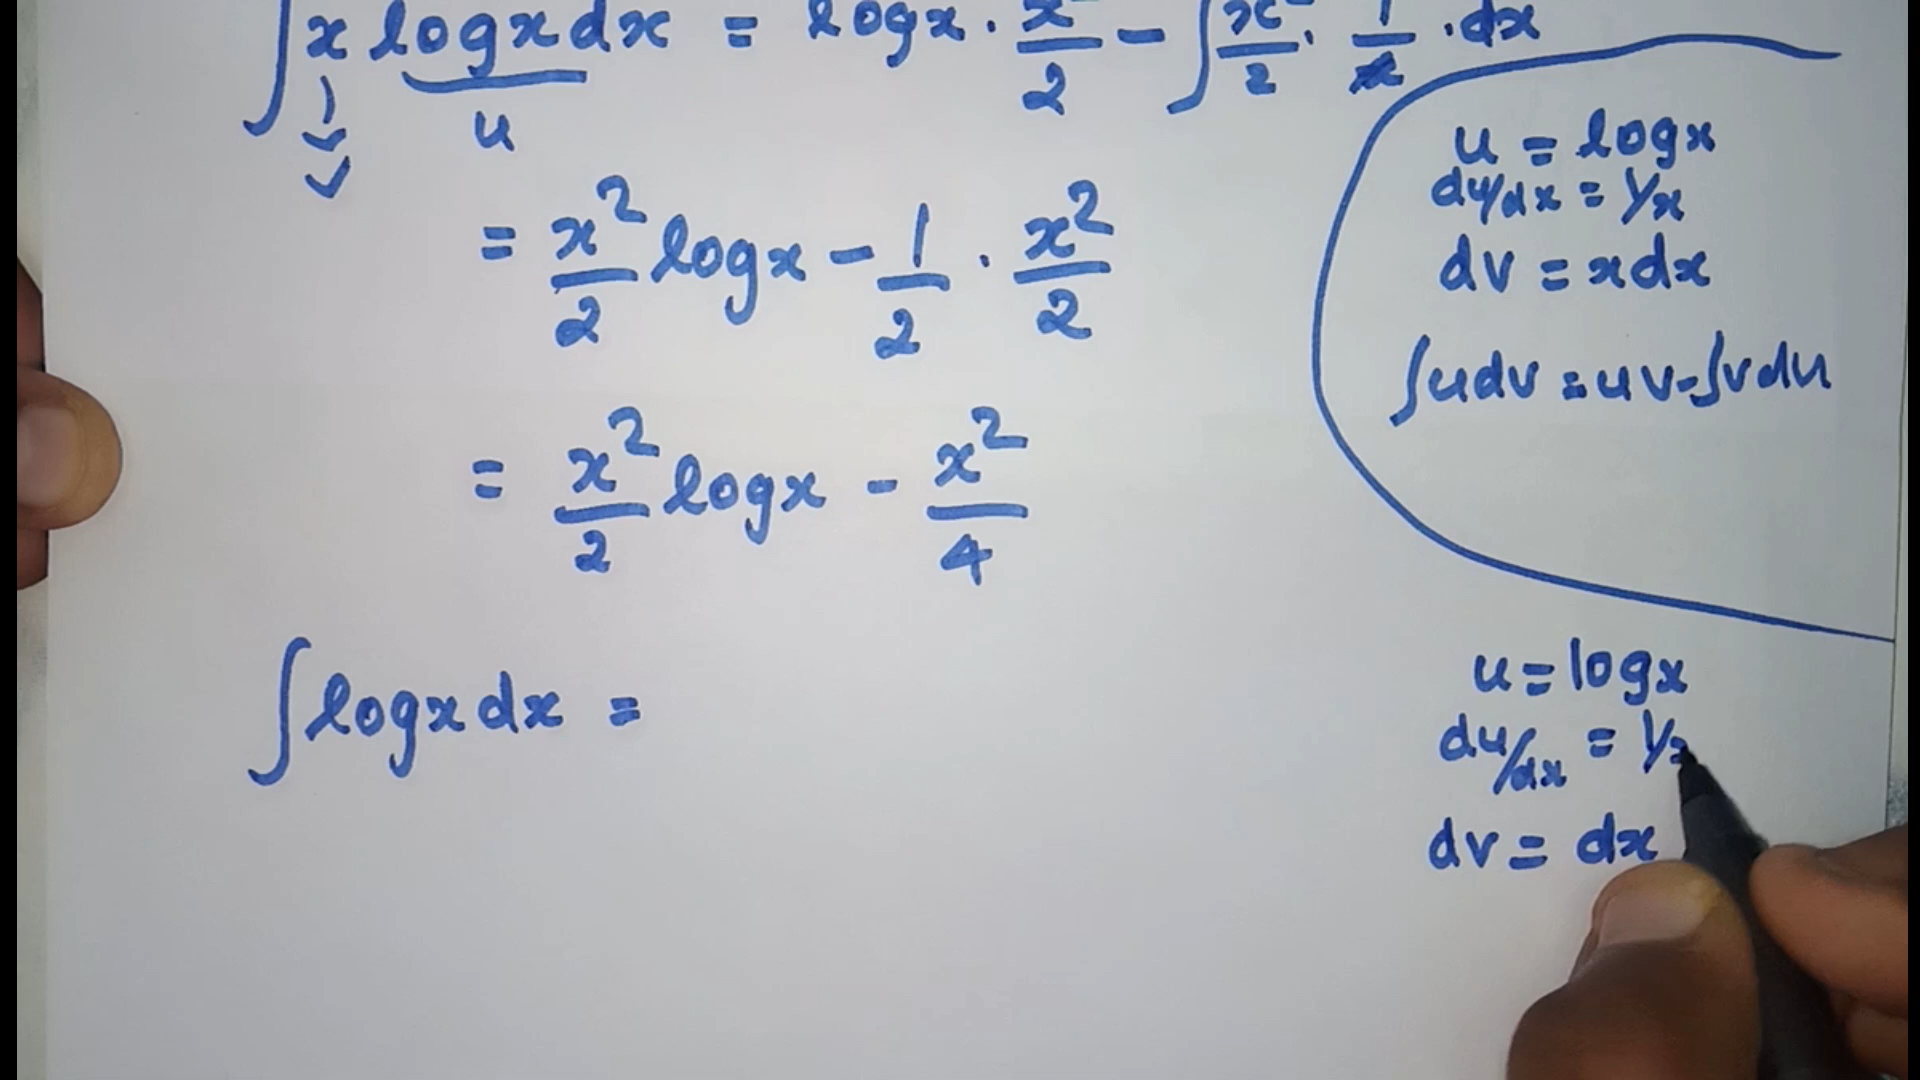 ∫ x log x dx = log x · x²/2 - ∫ x²/2 · 1/x · dx
u
= x²/2 log x - 1/2 · x²/2
= x²/2 log x - x²/4
u = log x
du/dx = 1/x
dv = x dx
∫u dv = u v - ∫v du
∫ log x dx =
u = log x
du/dx = 1/x
dv = dx